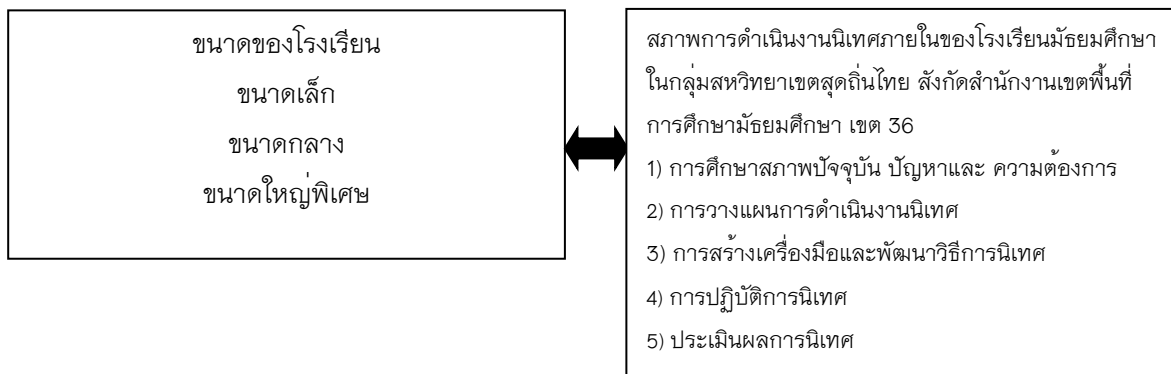 ขนาดของโรงเรียน
ขนาดเล็ก
ขนาดกลาง
ขนาดใหญ่พิเศษ
สภาพการดำเนินงานนิเทศภายในของโรงเรียนมัธยมศึกษา
ในกลุ่มสหวิทยาเขตสุดถิ่นไทย สังกัดสำนักงานเขตพื้นที่
การศึกษามัธยมศึกษา เขต 36
1) การศึกษาสภาพปัจจุบัน ปัญหาและ ความต้องการ
2) การวางแผนการดำเนินงานนิเทศ
3) การสร้างเครื่องมือและพัฒนาวิธีการนิเทศ
4) การปฏิบัติการนิเทศ
5) ประเมินผลการนิเทศ